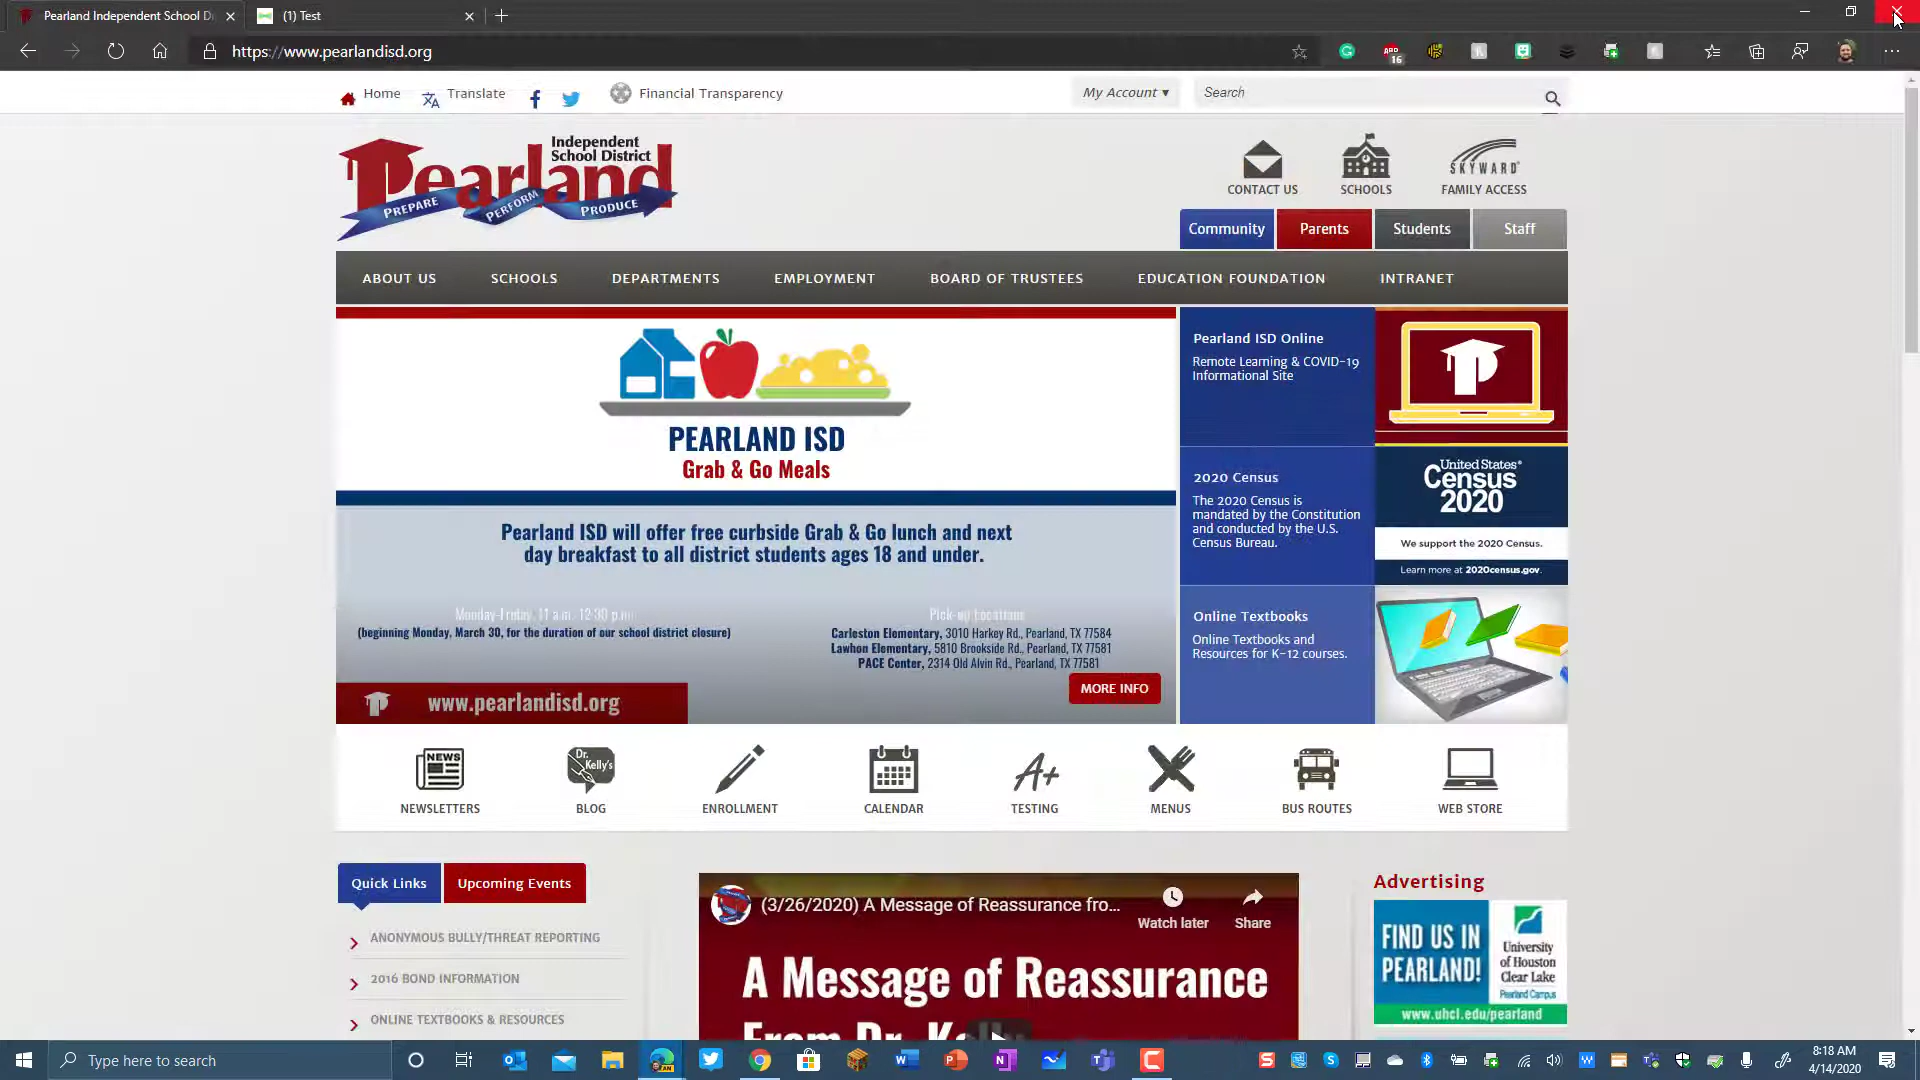 Pearland Independent School Di
(1) Test
https://www.pearlandisd.org
16
Home
Translate
Financial Transparency
My Account ▾
Search
Independent
School District
Pearland
PREPARE PERFORM PRODUCE
CONTACT US
SCHOOLS
SKYWARD
FAMILY ACCESS
Community
Parents
Students
Staff
ABOUT US
SCHOOLS
DEPARTMENTS
EMPLOYMENT
BOARD OF TRUSTEES
EDUCATION FOUNDATION
INTRANET
PEARLAND ISD
Grab & Go Meals
Pearland ISD will offer free curbside Grab & Go lunch and next
day breakfast to all district students ages 18 and under.
Monday-Friday, 11 a.m.-12:30 p.m.
(beginning Monday, March 30, for the duration of our school district closure)
Pick-up Locations
Carleston Elementary, 3010 Harkey Rd., Pearland, TX 77584
Lawhon Elementary, 5810 Brookside Rd., Pearland, TX 77581
PACE Center, 2314 Old Alvin Rd., Pearland, TX 77581
MORE INFO
www.pearlandisd.org
Pearland ISD Online
Remote Learning & COVID-19
Informational Site
2020 Census
The 2020 Census is
mandated by the Constitution
and conducted by the U.S.
Census Bureau.
United States®
Census
2020
We support the 2020 Census.
Learn more at 2020census.gov.
Online Textbooks
Online Textbooks and
Resources for K-12 courses.
NEWS
NEWSLETTERS
Dr.
Kelly's
BLOG
ENROLLMENT
CALENDAR
A+
TESTING
MENUS
BUS ROUTES
WEB STORE
Quick Links
Upcoming Events
ANONYMOUS BULLY/THREAT REPORTING
2016 BOND INFORMATION
ONLINE TEXTBOOKS & RESOURCES
(3/26/2020) A Message of Reassurance fro...
Watch later
Share
A Message of Reassurance
From Dr. Kelly
Advertising
FIND US IN
PEARLAND!
University
of Houston
Clear Lake
Pearland Campus
www.uhcl.edu/pearland
Type here to search
8:18 AM
4/14/2020